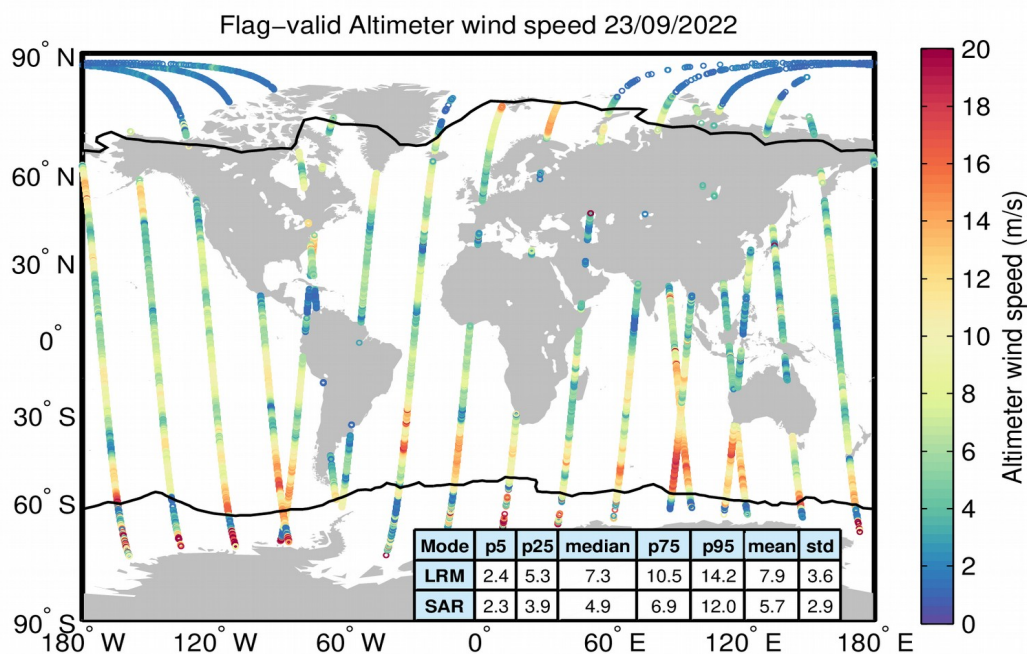 Flag−valid Altimeter wind speed 23/09/2022
90° N
60° N
30° N
0°
30° S
60° S
90° S
180° W
120° W
60° W
0°
60° E
120° E
180° E
Mode p5 p25 median p75 p95 mean std
LRM 2.4 5.3 7.3 10.5 14.2 7.9 3.6
SAR 2.3 3.9 4.9 6.9 12.0 5.7 2.9
20
18
16
14
12
10
8
6
4
2
0
Altimeter wind speed (m/s)